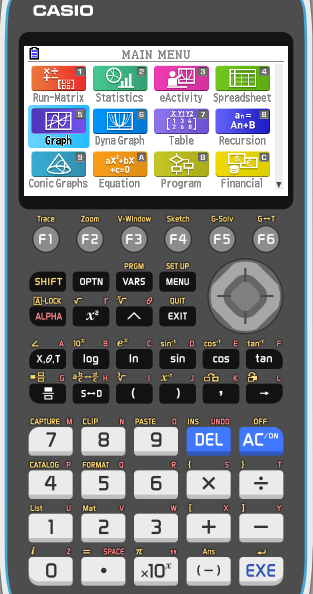 CASIO
MAIN MENU
1 2 3 4
Run-Matrix Statistics eActivity Spreadsheet
5 6 7 8
Graph Dyna Graph Table Recursion
an= An+B
9 A B C
Conic Graphs Equation Program Financial
aX²+bX +c=0
Trace Zoom V-Window Sketch G-Solv G↔T
F1 F2 F3 F4 F5 F6
PRGM SET UP
SHIFT OPTN VARS MENU
A-LOCK √ r ∛ θ QUIT
ALPHA x² ^ EXIT
∠ A 10ˣ B eˣ C sin⁻¹ D cos⁻¹ E tan⁻¹ F
X,θ,T log ln sin cos tan
G H I x⁻¹ J K L
S↔D ( ) , →
CAPTURE M CLIP N PASTE O INS UNDO OFF
7 8 9 DEL AC/ON
CATALOG P FORMAT Q R { S } T
4 5 6 × ÷
List U Mat V W [ X ] Y
1 2 3 + −
i Z = SPACE π " Ans ↵
0 • ×10ˣ (−) EXE